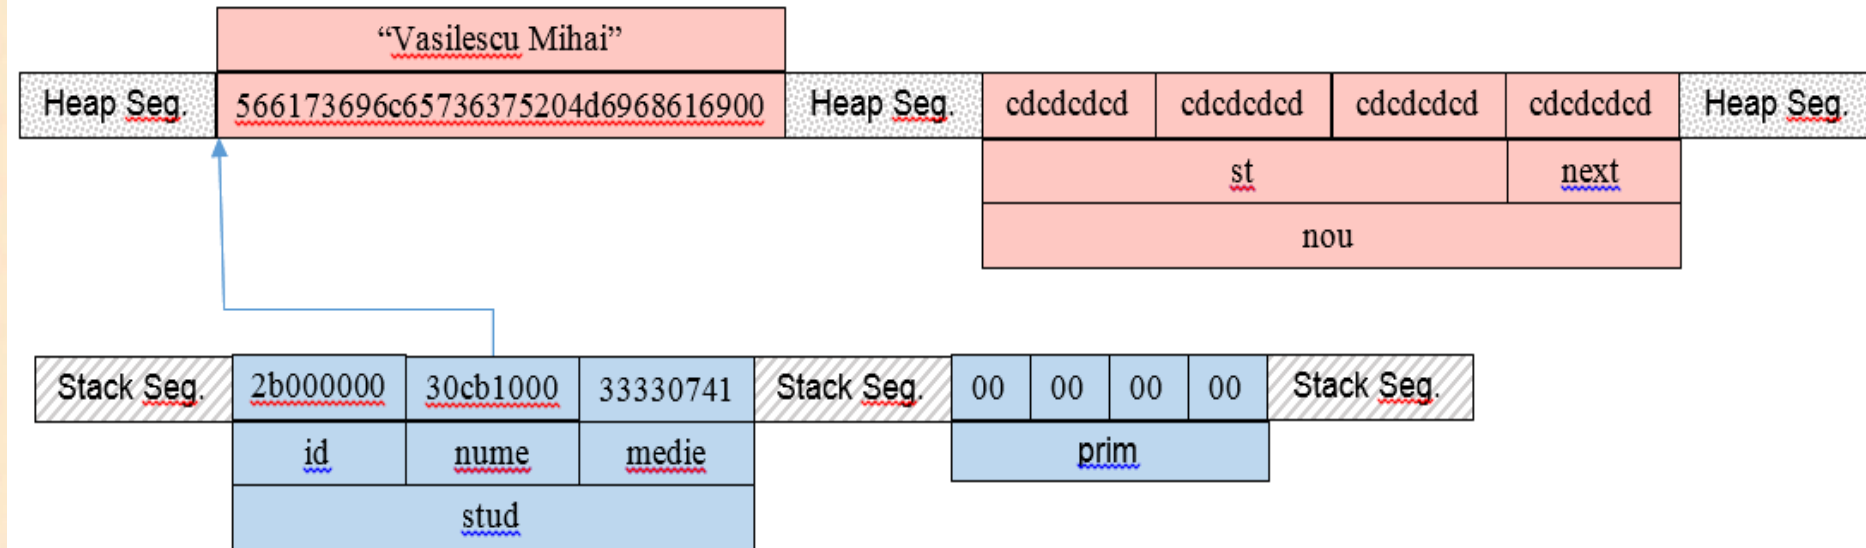 “Vasilescu Mihai”
Heap Seg. 566173696c65736375204d6968616900 Heap Seg. cdcdcdcd cdcdcdcd cdcdcdcd cdcdcdcd Heap Seg.
st next
nou
Stack Seg. 2b000000 30cb1000 33330741 Stack Seg. 00 00 00 00 Stack Seg.
id nume medie prim
stud